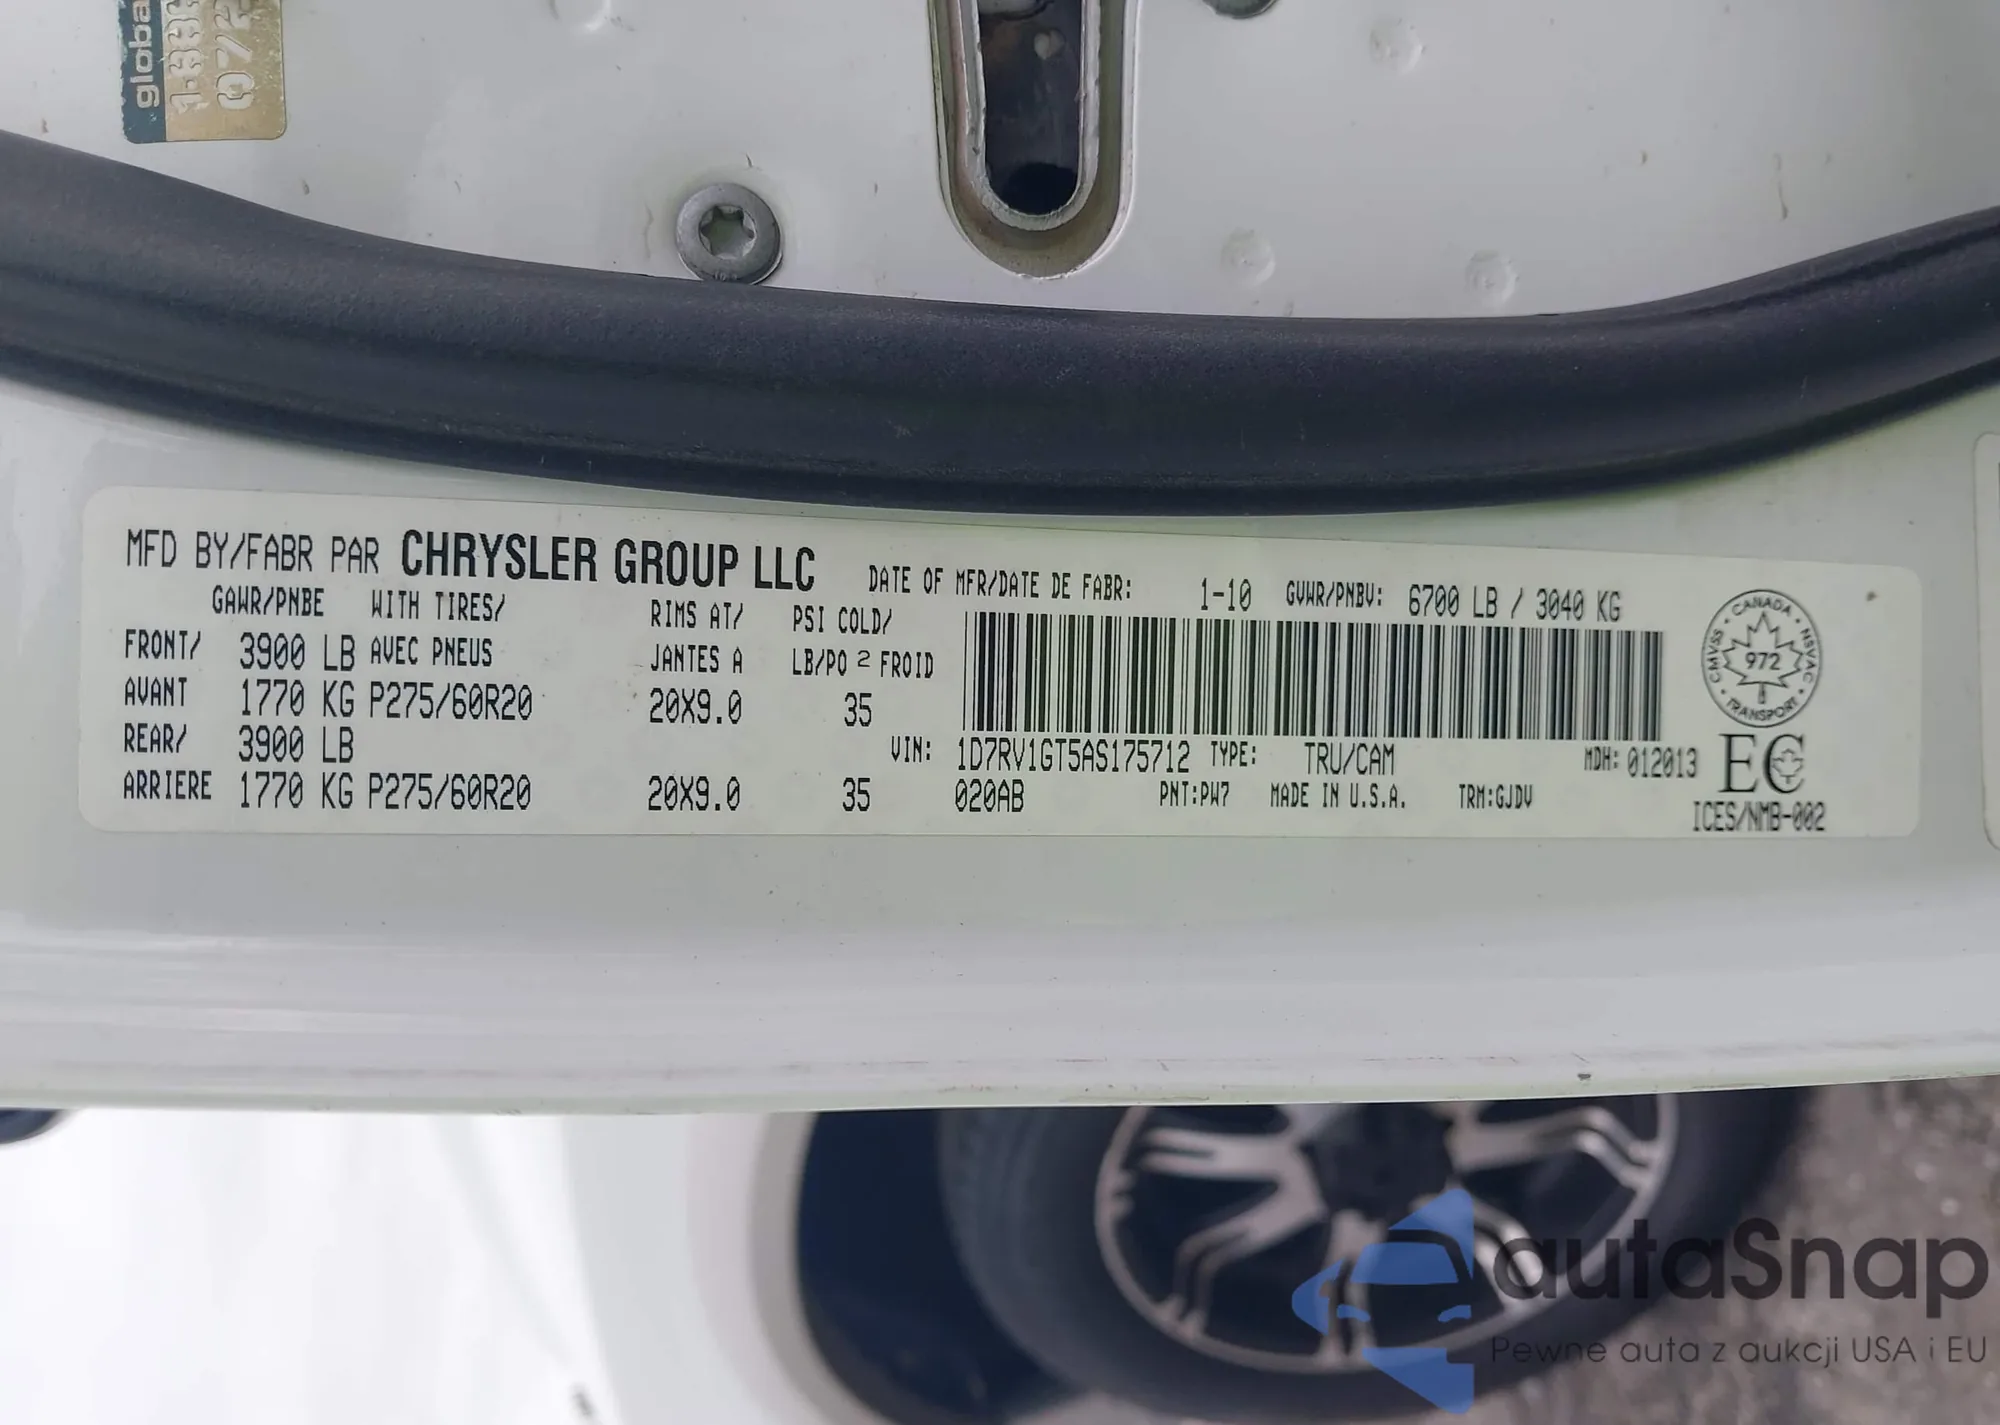 globa
07/2
MFD BY/FABR PAR CHRYSLER GROUP LLC DATE OF MFR/DATE DE FABR: 1-10 GVWR/PNBV: 6700 LB / 3040 KG
GAWR/PNBE WITH TIRES/ RIMS AT/ PSI COLD/
FRONT/ 3900 LB AVEC PNEUS JANTES A LB/PO 2 FROID
AVANT 1770 KG P275/60R20 20X9.0 35
REAR/ 3900 LB
ARRIERE 1770 KG P275/60R20 20X9.0 35
VIN: 1D7RV1GT5AS175712 TYPE: TRU/CAM MDH: 012013
020AB PNT:PW7 MADE IN U.S.A. TRM:GJDV
CANADA
CMVSS NSVAC
972
TRANSPORT
EC
ICES/NMB-002
autaSnap
Pewne auta z aukcji USA i EU